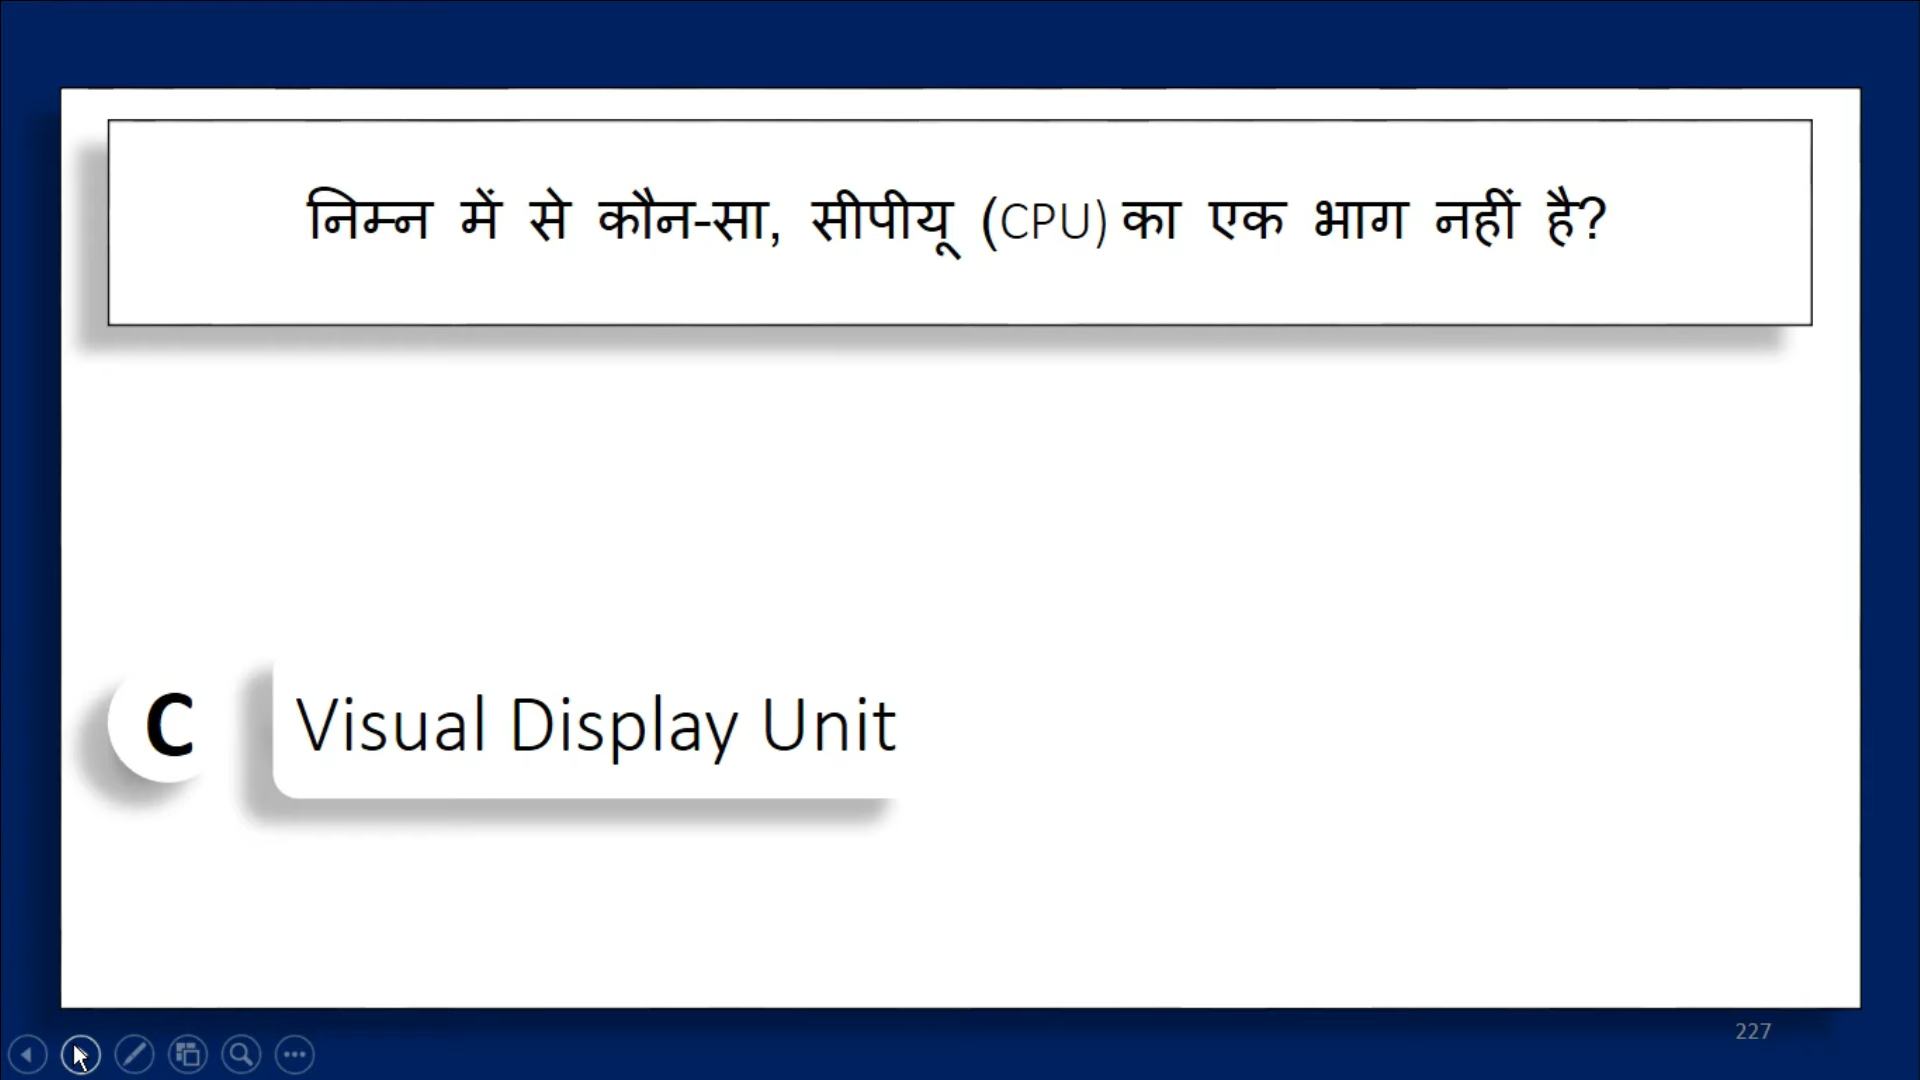 निम्न में से कौन-सा, सीपीयू (CPU) का एक भाग नहीं है?
C Visual Display Unit
227